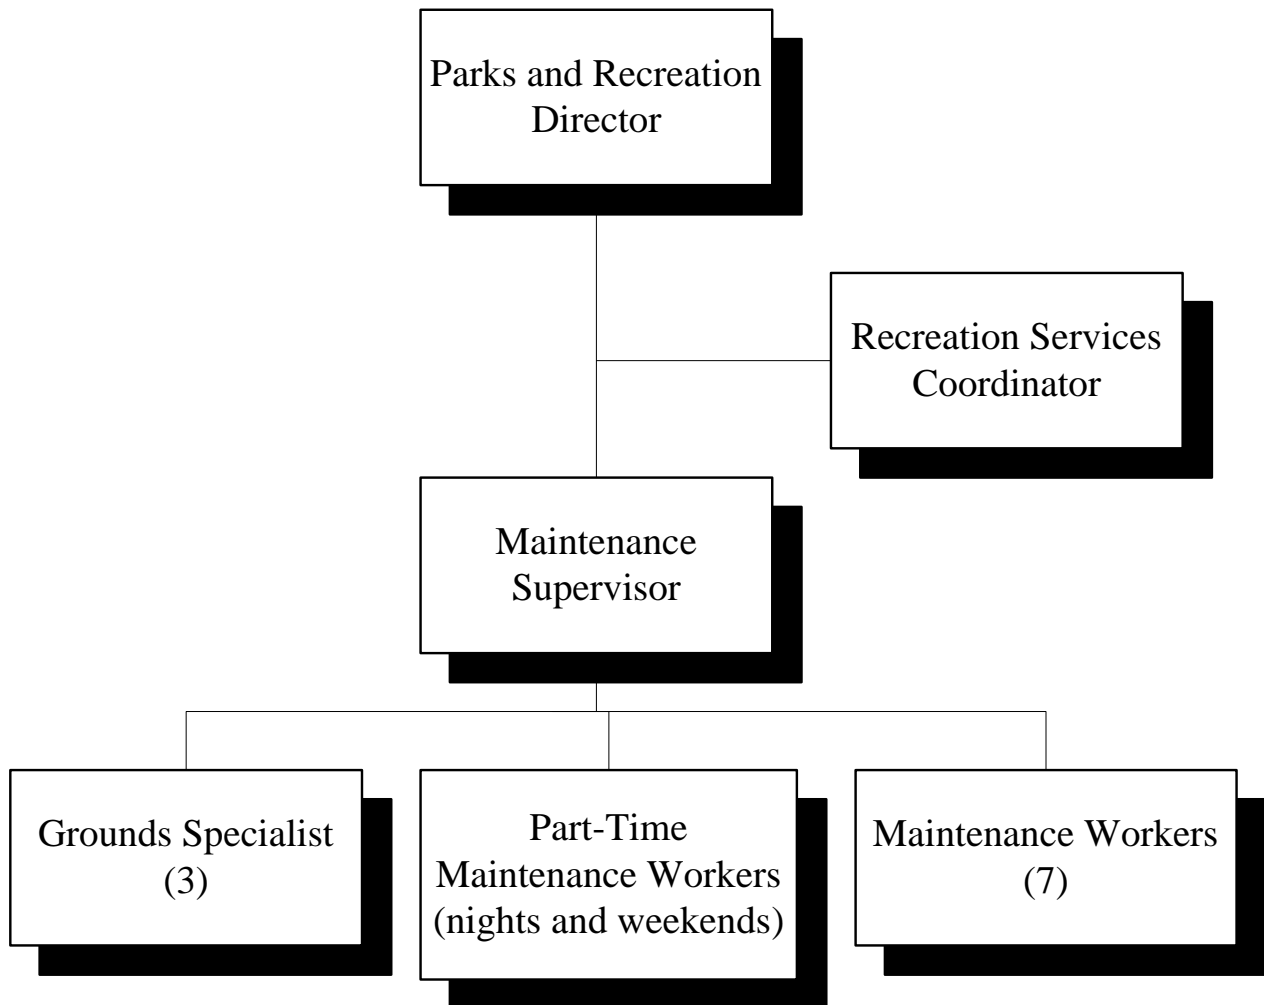 Parks and Recreation
Director
Recreation Services
Coordinator
Maintenance
Supervisor
Grounds Specialist
(3)
Part-Time
Maintenance Workers
(nights and weekends)
Maintenance Workers
(7)